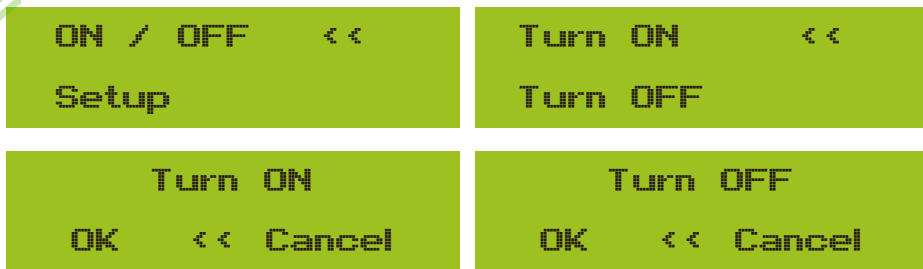 ON / OFF <<
Setup
Turn ON <<
Turn OFF
Turn ON
OK << Cancel
Turn OFF
OK << Cancel